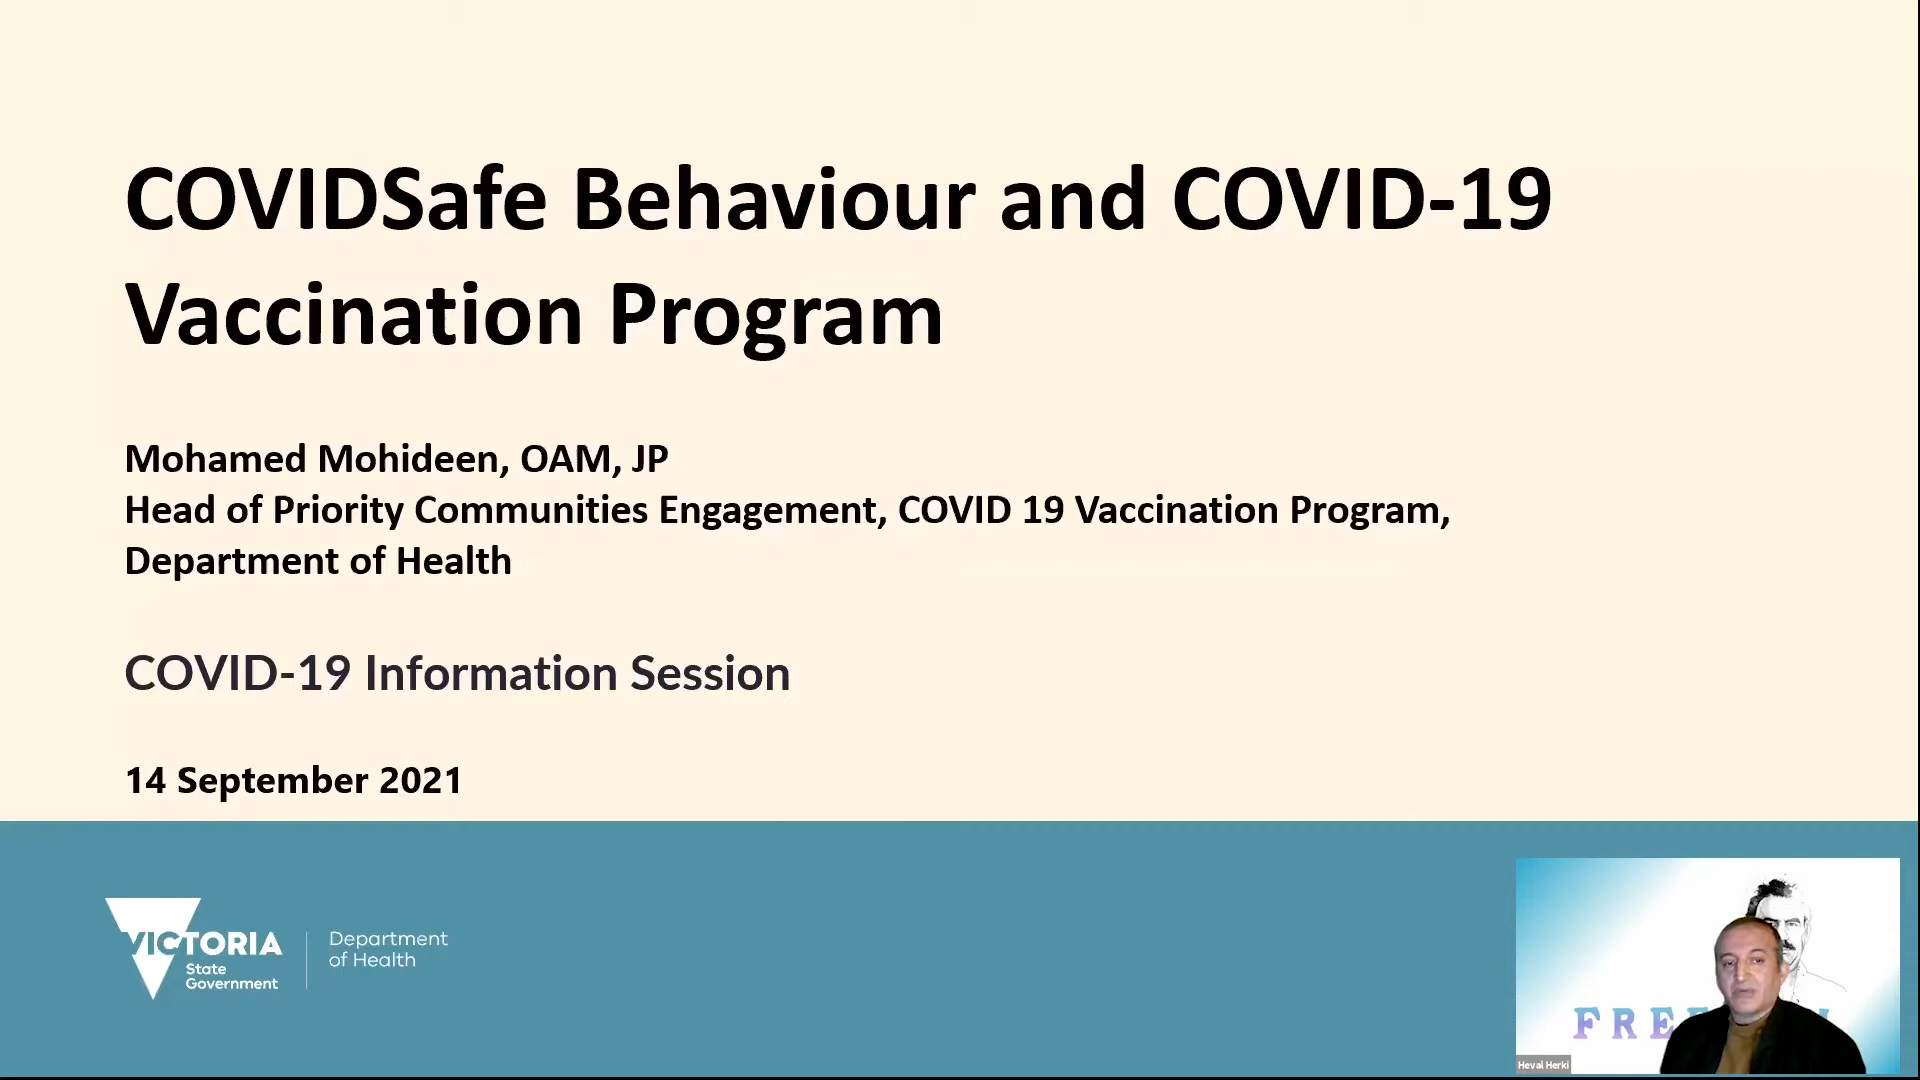 COVIDSafe Behaviour and COVID-19
Vaccination Program
Mohamed Mohideen, OAM, JP
Head of Priority Communities Engagement, COVID 19 Vaccination Program,
Department of Health
COVID-19 Information Session
14 September 2021
VICTORIA
State
Government
Department
of Health
Heval Herki